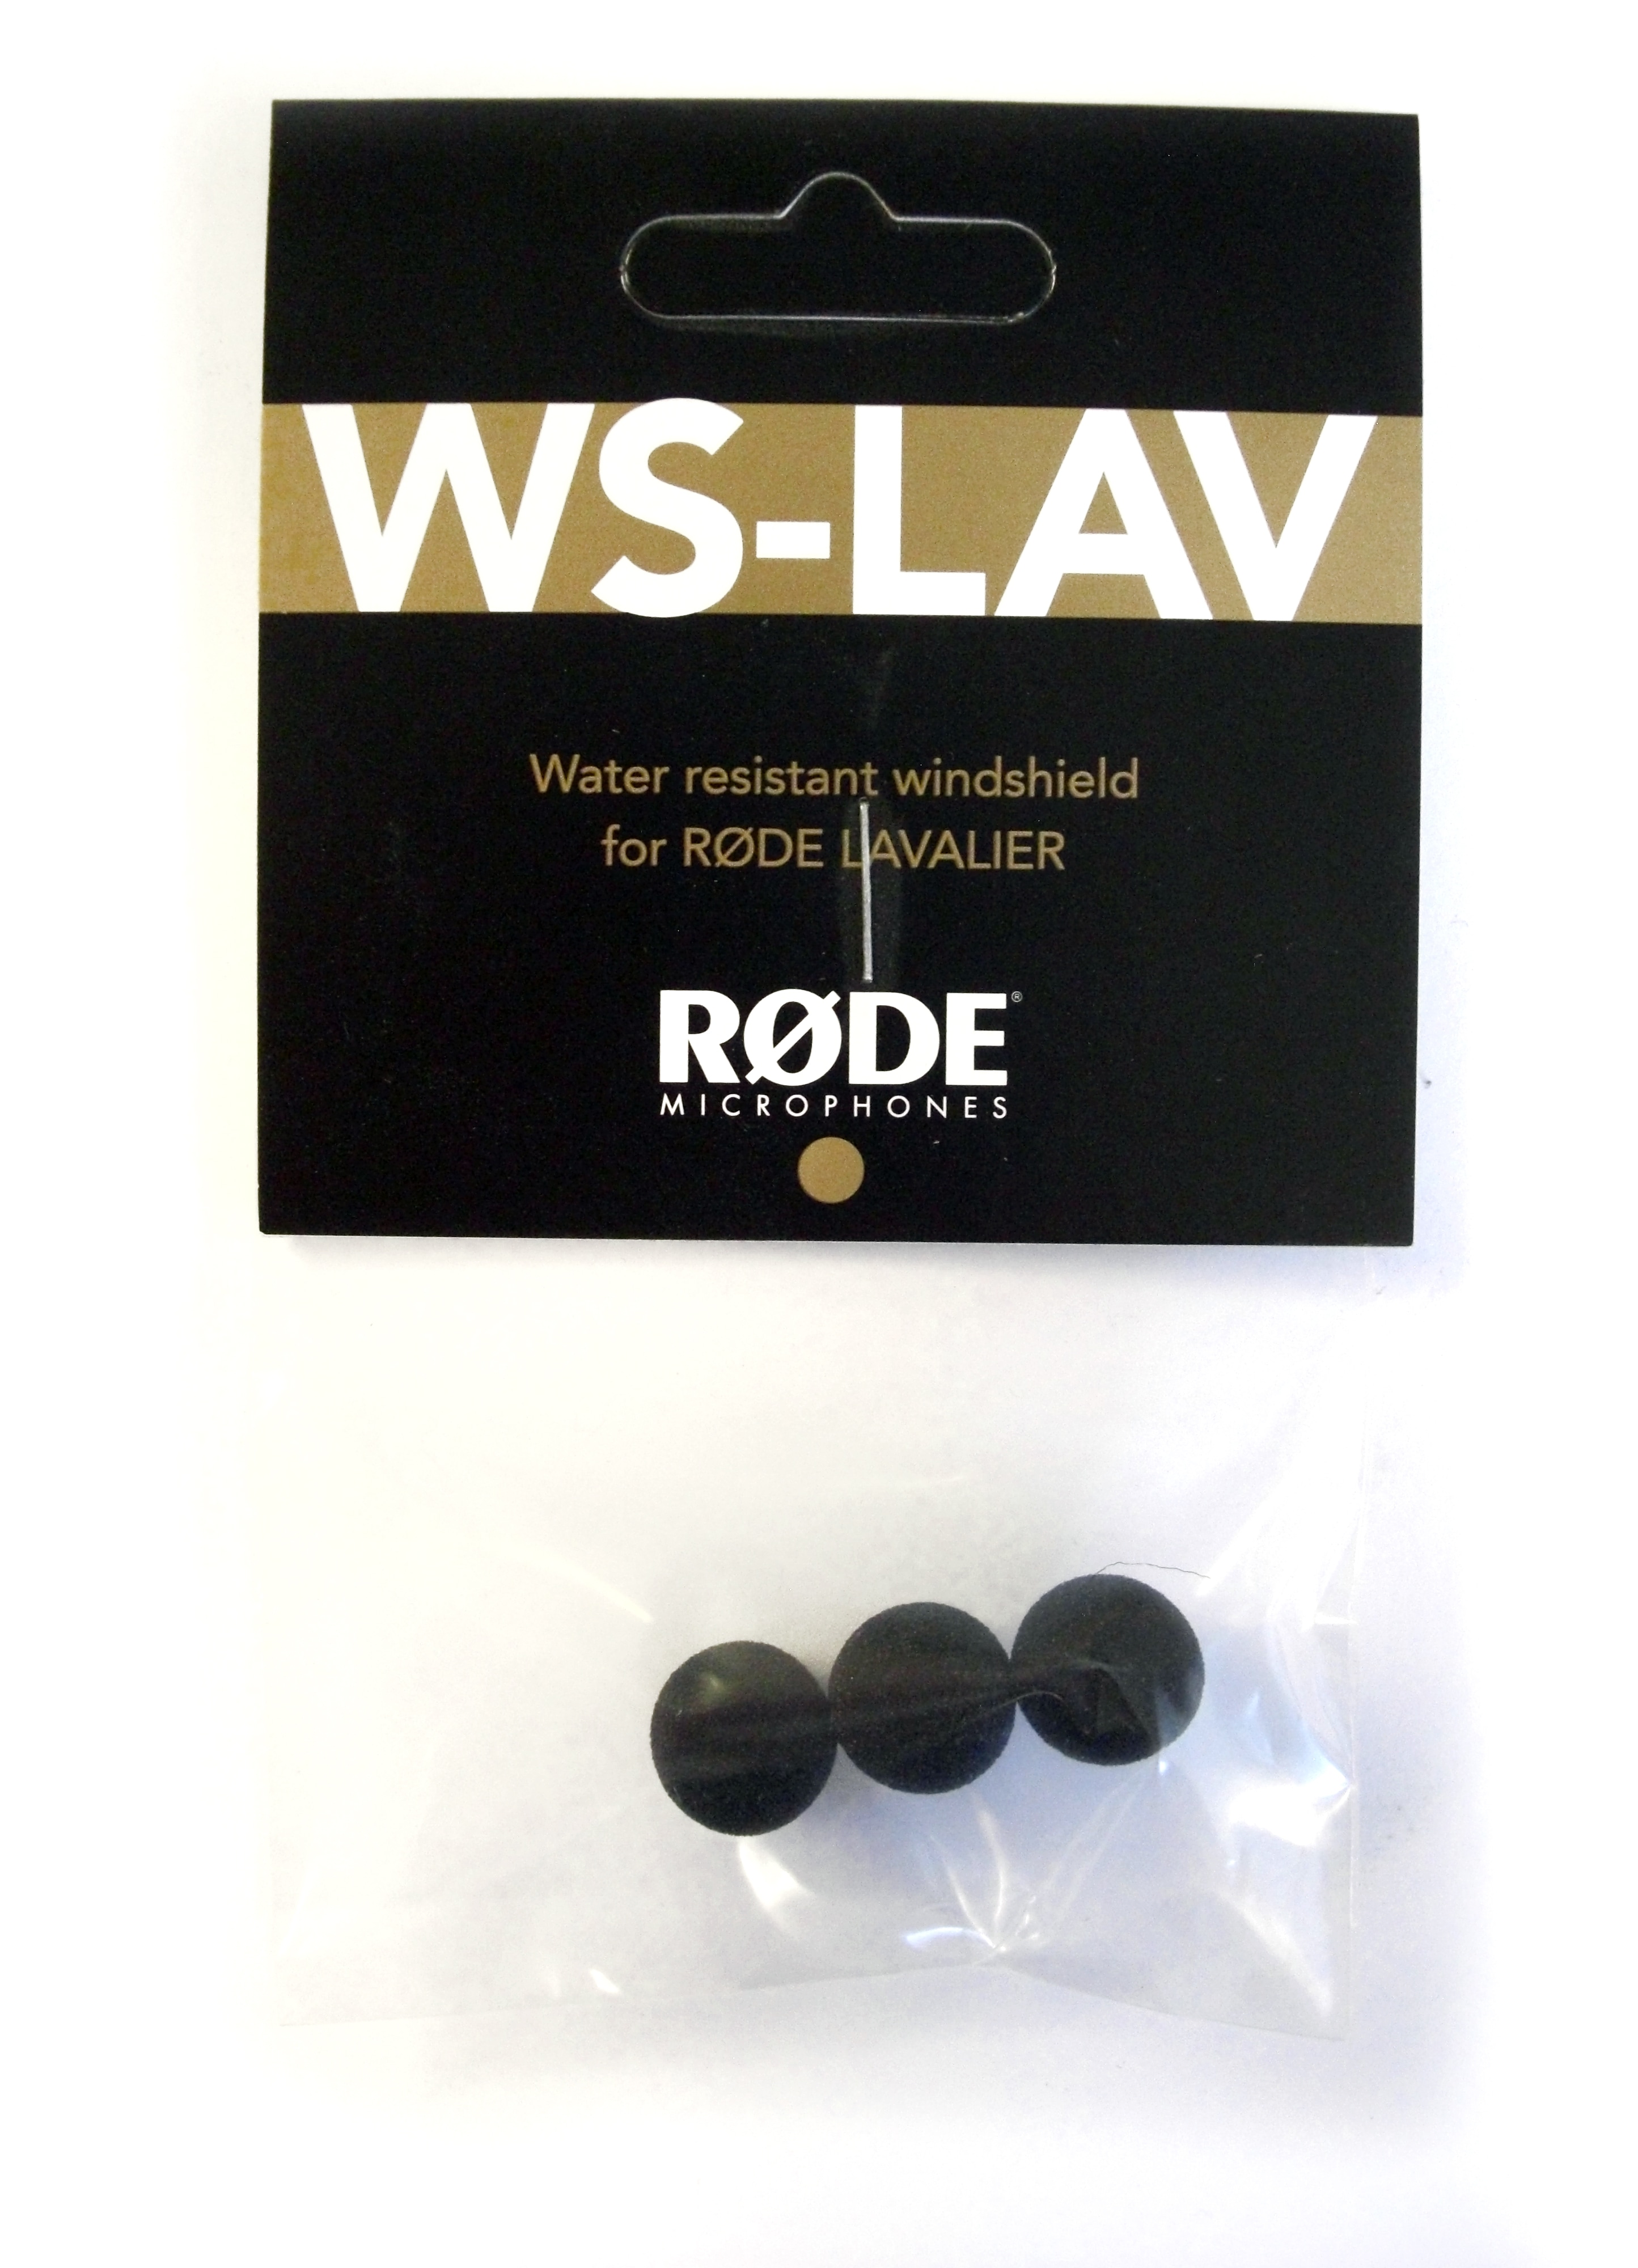 WS-LAV
Water resistant windshield
for RØDE LAVALIER
RØDE®
MICROPHONES